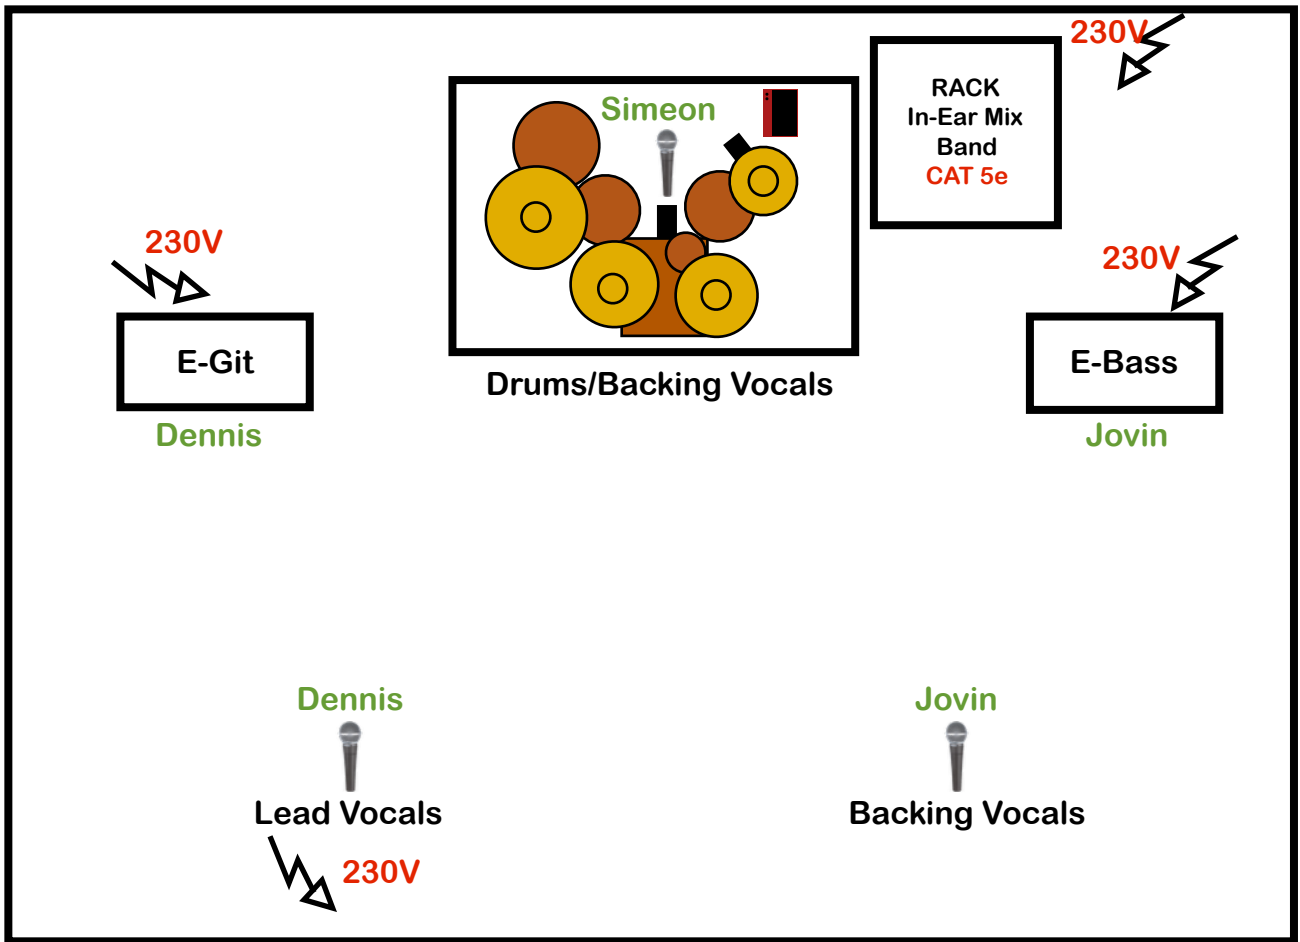 230V
RACK
In-Ear Mix
Band
CAT 5e
Simeon
Drums/Backing Vocals
230V
E-Git
Dennis
230V
E-Bass
Jovin
Dennis
Lead Vocals
230V
Jovin
Backing Vocals